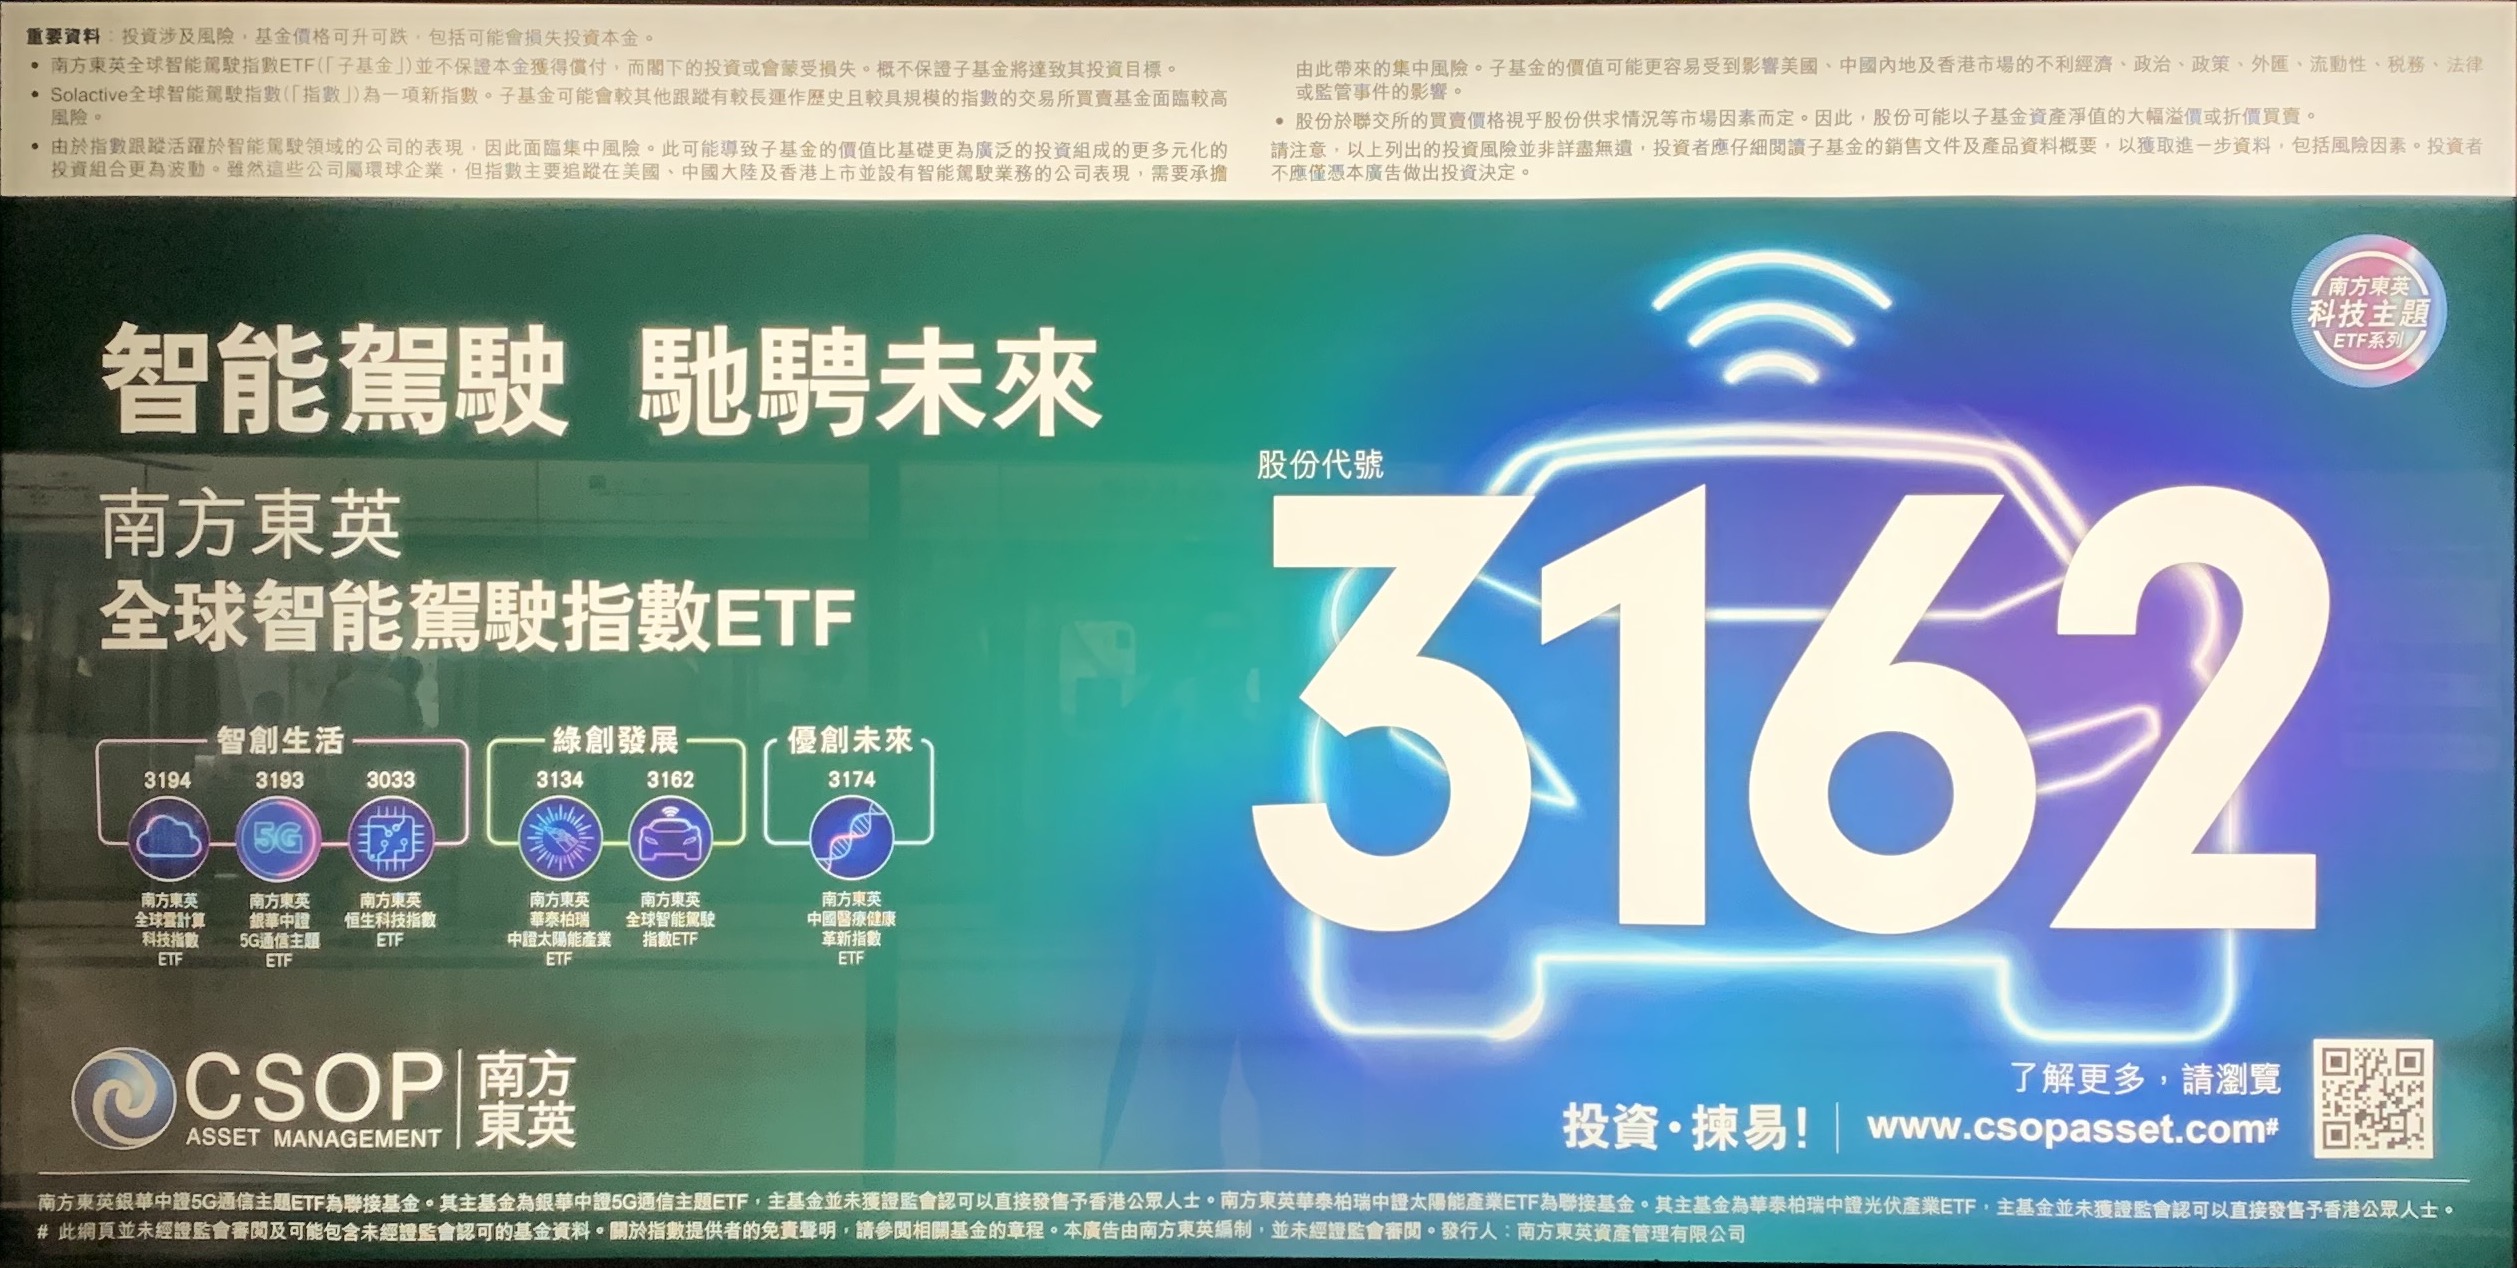 重要資料：投資涉及風險，基金價格可升可跌，包括可能會損失投資本金。
• 南方東英全球智能駕駛指數ETF(「子基金」)並不保證本金獲得償付，而閣下的投資或會蒙受損失。概不保證子基金將達致其投資目標。
• Solactive全球智能駕駛指數(「指數」)為一項新指數。子基金可能會較其他跟蹤有較長運作歷史且較具規模的指數的交易所買賣基金面臨較高
風險。
• 由於指數跟蹤活躍於智能駕駛領域的公司的表現，因此面臨集中風險。此可能導致子基金的價值比基礎更為廣泛的投資組成的更多元化的
投資組合更為波動。雖然這些公司屬環球企業，但指數主要追蹤在美國、中國大陸及香港上市並設有智能駕駛業務的公司表現，需要承擔
由此帶來的集中風險。子基金的價值可能更容易受到影響美國、中國內地及香港市場的不利經濟、政治、政策、外匯、流動性、税務、法律
或監管事件的影響。
• 股份於聯交所的買賣價格視乎股份供求情況等市場因素而定。因此，股份可能以子基金資產淨值的大幅溢價或折價買賣。
請注意，以上列出的投資風險並非詳盡無遺，投資者應仔細閱讀子基金的銷售文件及產品資料概要，以獲取進一步資料，包括風險因素。投資者
不應僅憑本廣告做出投資決定。
南方東英
科技主題
ETF系列
智能駕駛 馳騁未來
南方東英
全球智能駕駛指數ETF
股份代號
3162
智創生活
3194
3193
3033
5G
南方東英
全球雲計算
科技指數
ETF
南方東英
銀華中證
5G通信主題
ETF
南方東英
恒生科技指數
ETF
綠創發展
3134
3162
南方東英
華泰柏瑞
中證太陽能產業
ETF
南方東英
全球智能駕駛
指數ETF
優創未來
3174
南方東英
中國醫療健康
革新指數
ETF
CSOP
ASSET MANAGEMENT
南方
東英
投資·揀易！
了解更多，請瀏覽
www.csopasset.com#
南方東英銀華中證5G通信主題ETF為聯接基金。其主基金為銀華中證5G通信主題ETF，主基金並未獲證監會認可以直接發售予香港公眾人士。南方東英華泰柏瑞中證太陽能產業ETF為聯接基金。其主基金為華泰柏瑞中證光伏產業ETF，主基金並未獲證監會認可以直接發售予香港公眾人士。
# 此網頁並未經證監會審閱及可能包含未經證監會認可的基金資料。關於指數提供者的免責聲明，請參閱相關基金的章程。本廣告由南方東英編制，並未經證監會審閱。發行人：南方東英資產管理有限公司